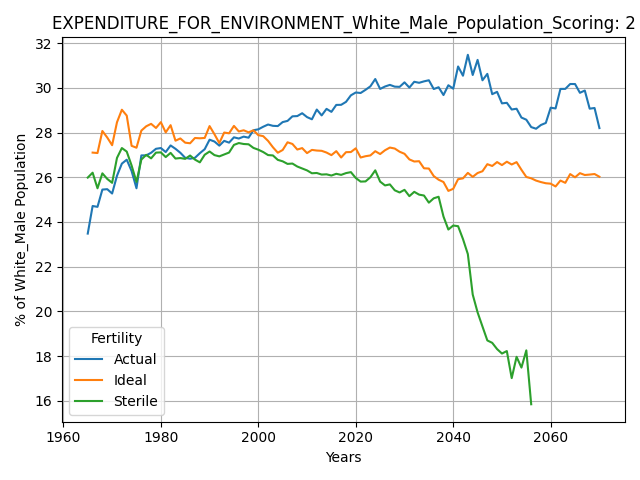 EXPENDITURE_FOR_ENVIRONMENT_White_Male_Population_Scoring: 2
32
30
28
26
24
22
20
18
16
% of White_Male Population
Fertility
Actual
Ideal
Sterile
1960
1980
2000
2020
2040
2060
Years